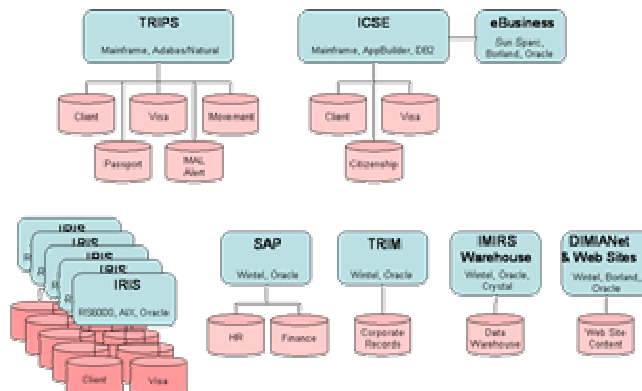 TRIPS
Mainframe, Adabas/Natural
Client
Visa
Movement
Passport
MAL
Alert
ICSE
Mainframe, AppBuilder, DB2
Client
Visa
Citizenship
eBusiness
Sun Sparc,
Borland, Oracle
IRIS
IRIS
IRIS
IRIS
IRIS
RS6000, AIX, Oracle
Client
Visa
SAP
Wintel, Oracle
HR
Finance
TRIM
Wintel, Oracle
Corporate
Records
IMIRS
Warehouse
Wintel, Oracle,
Crystal
Data
Warehouse
DIMIANet
& Web Sites
Wintel, Borland,
Oracle
Web Site
Content